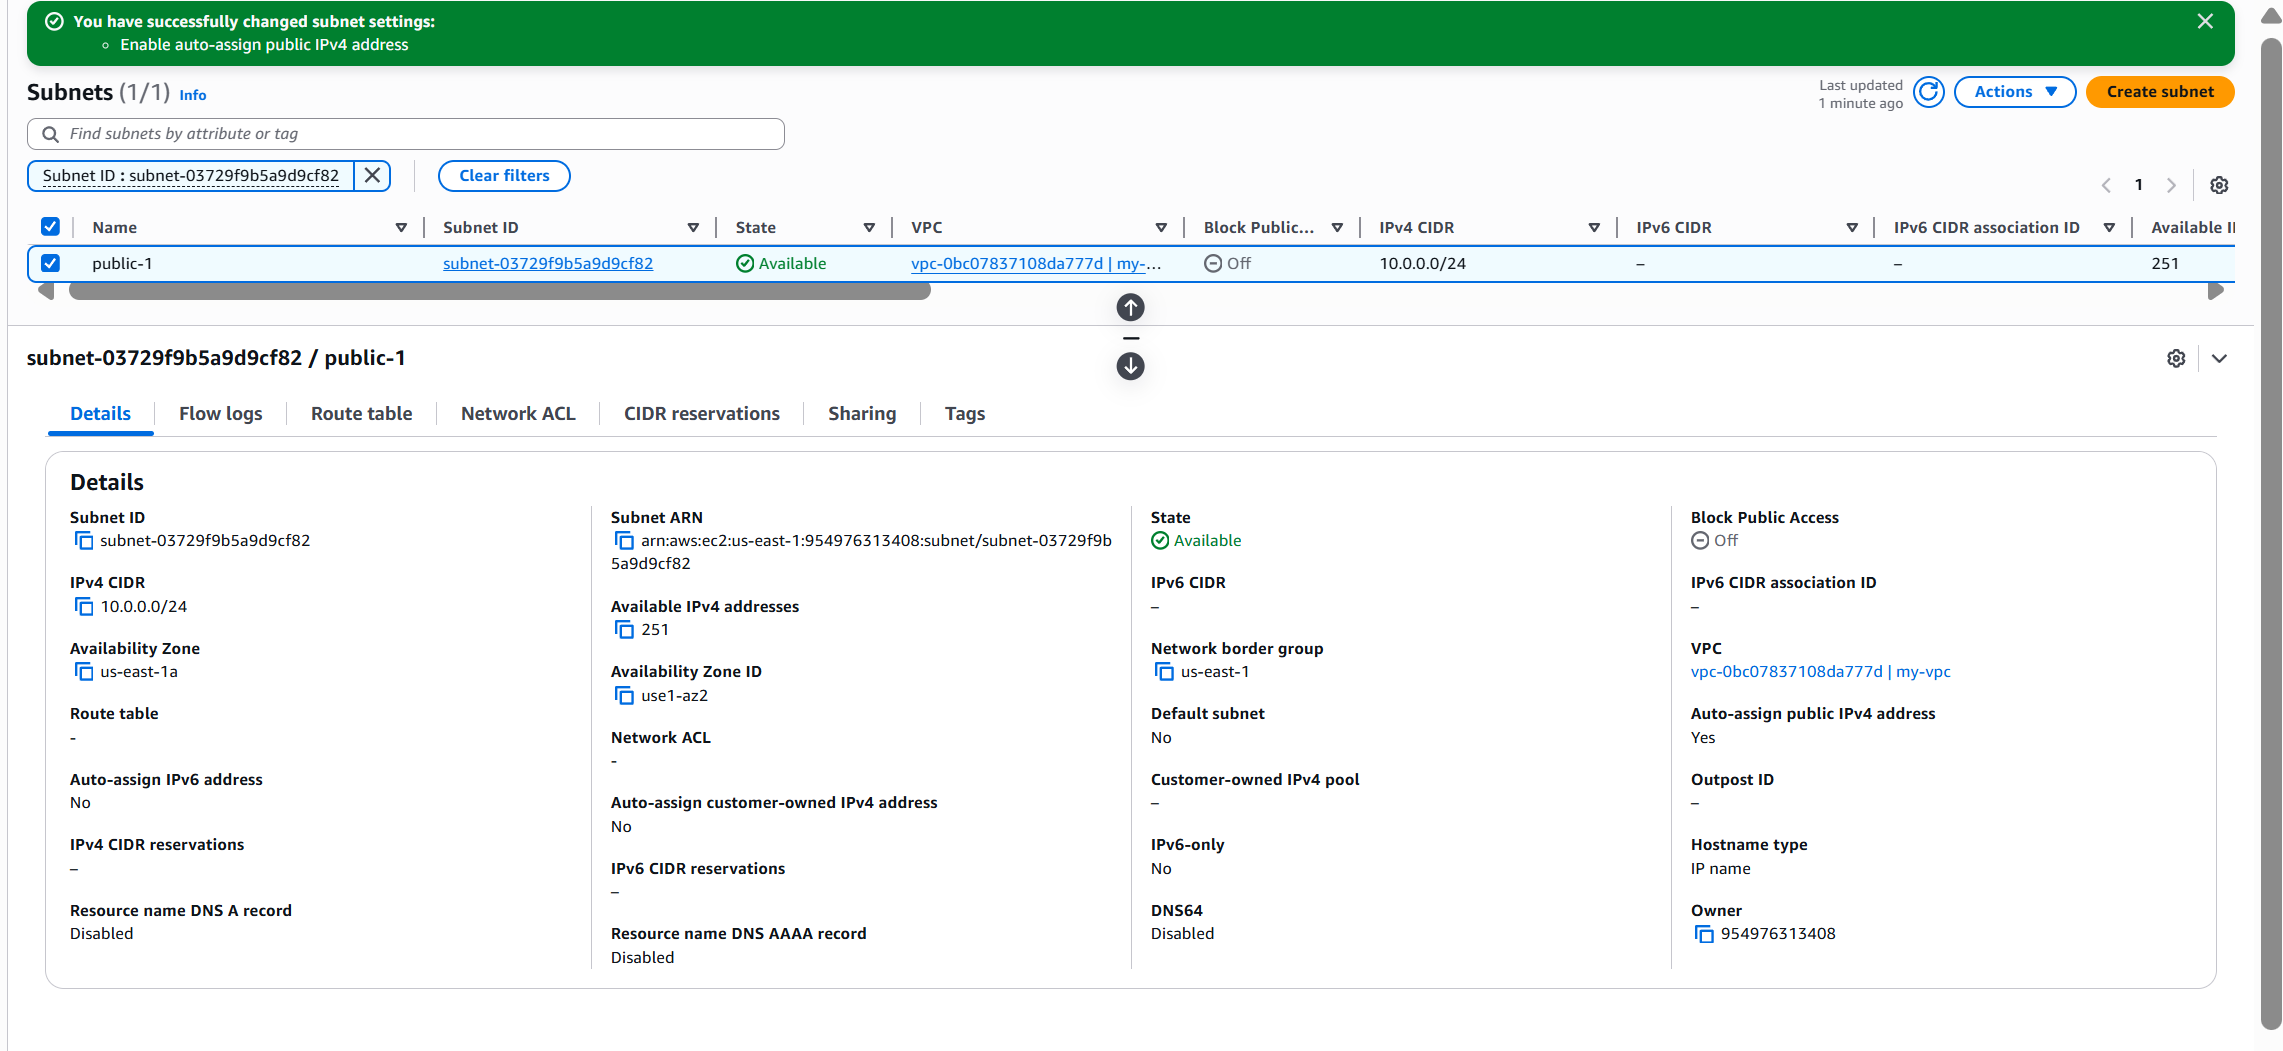 You have successfully changed subnet settings:
Enable auto-assign public IPv4 address
Subnets (1/1) Info
Last updated
1 minute ago
Actions
Create subnet
Find subnets by attribute or tag
Subnet ID : subnet-03729f9b5a9d9cf82
Clear filters
1
Name Subnet ID State VPC Block Public... IPv4 CIDR IPv6 CIDR IPv6 CIDR association ID Available
public-1 subnet-03729f9b5a9d9cf82 Available vpc-0bc07837108da777d | my-... Off 10.0.0.0/24 – – 251
subnet-03729f9b5a9d9cf82 / public-1
Details Flow logs Route table Network ACL CIDR reservations Sharing Tags
Details
Subnet ID
subnet-03729f9b5a9d9cf82
IPv4 CIDR
10.0.0.0/24
Availability Zone
us-east-1a
Route table
-
Auto-assign IPv6 address
No
IPv4 CIDR reservations
–
Resource name DNS A record
Disabled
Subnet ARN
arn:aws:ec2:us-east-1:954976313408:subnet/subnet-03729f9b
5a9d9cf82
Available IPv4 addresses
251
Availability Zone ID
use1-az2
Network ACL
-
Auto-assign customer-owned IPv4 address
No
IPv6 CIDR reservations
–
Resource name DNS AAAA record
Disabled
State
Available
IPv6 CIDR
–
Network border group
us-east-1
Default subnet
No
Customer-owned IPv4 pool
–
IPv6-only
No
DNS64
Disabled
Block Public Access
Off
IPv6 CIDR association ID
–
VPC
vpc-0bc07837108da777d | my-vpc
Auto-assign public IPv4 address
Yes
Outpost ID
–
Hostname type
IP name
Owner
954976313408